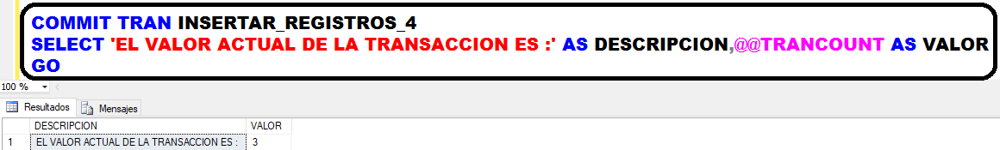 COMMIT TRAN INSERTAR_REGISTROS_4
SELECT 'EL VALOR ACTUAL DE LA TRANSACCION ES :' AS DESCRIPCION,@@TRANCOUNT AS VALOR
GO
100 %
Resultados Mensajes
DESCRIPCION VALOR
1 EL VALOR ACTUAL DE LA TRANSACCION ES : 3